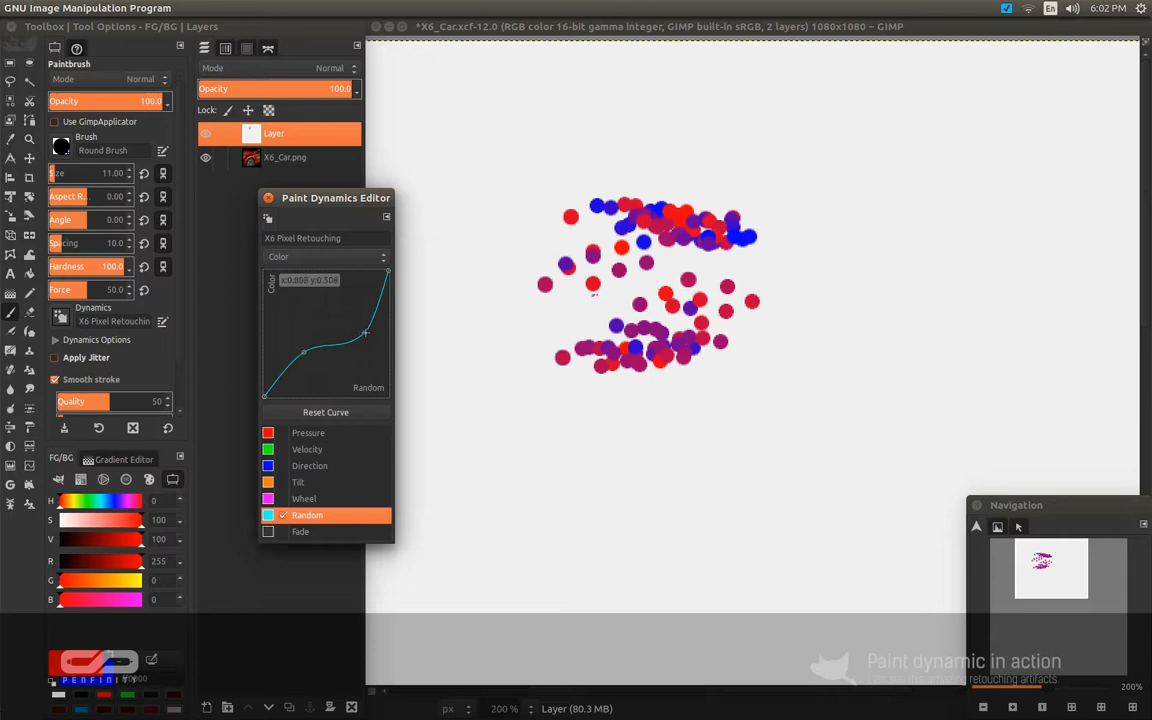 GNU Image Manipulation Program
En
6:02 PM
Toolbox | Tool Options - FG/BG | Layers
*X6_Car.xcf-12.0 (RGB color 16-bit gamma integer, GIMP built-in sRGB, 2 layers) 1080x1080 – GIMP
Paintbrush
Mode
Normal
Opacity
100.0
Use GimpApplicator
Brush
Round Brush
Size
11.00
Aspect R...
0.00
Angle
0.00
Spacing
10.0
Hardness
100.0
Force
50.0
Dynamics
X6 Pixel Retouchin
Dynamics Options
Apply Jitter
Smooth stroke
Quality
50
Mode
Normal
Opacity
100.0
Lock:
Layer
X6_Car.png
Paint Dynamics Editor
X6 Pixel Retouching
Color
Color
Random
Reset Curve
Pressure
Velocity
Direction
Tilt
Wheel
Random
Fade
FG/BG
Gradient Editor
H
0
S
100
V
100
R
255
G
0
B
0
Navigation
200%
px
200 %
Layer (80.3 MB)
Paint dynamic in action